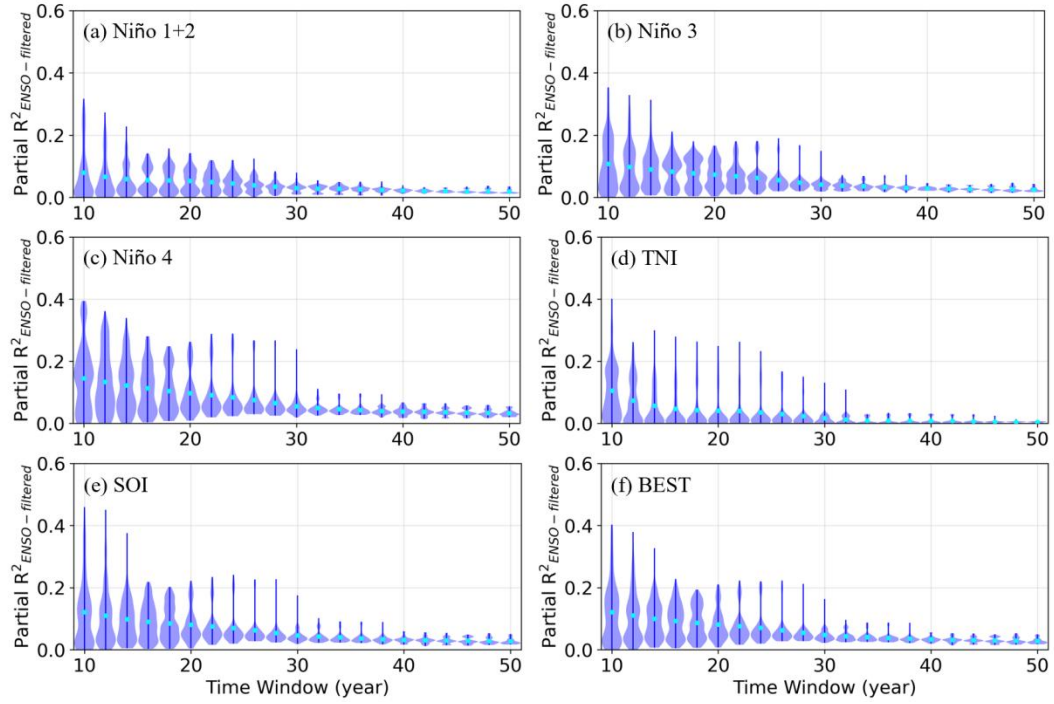 (a) Niño 1+2
Partial R²ENSO−filtered
0.6
0.4
0.2
0.0
10 20 30 40 50
(b) Niño 3
Partial R²ENSO−filtered
0.6
0.4
0.2
0.0
10 20 30 40 50
(c) Niño 4
Partial R²ENSO−filtered
0.6
0.4
0.2
0.0
10 20 30 40 50
(d) TNI
Partial R²ENSO−filtered
0.6
0.4
0.2
0.0
10 20 30 40 50
(e) SOI
Partial R²ENSO−filtered
0.6
0.4
0.2
0.0
10 20 30 40 50
Time Window (year)
(f) BEST
Partial R²ENSO−filtered
0.6
0.4
0.2
0.0
10 20 30 40 50
Time Window (year)